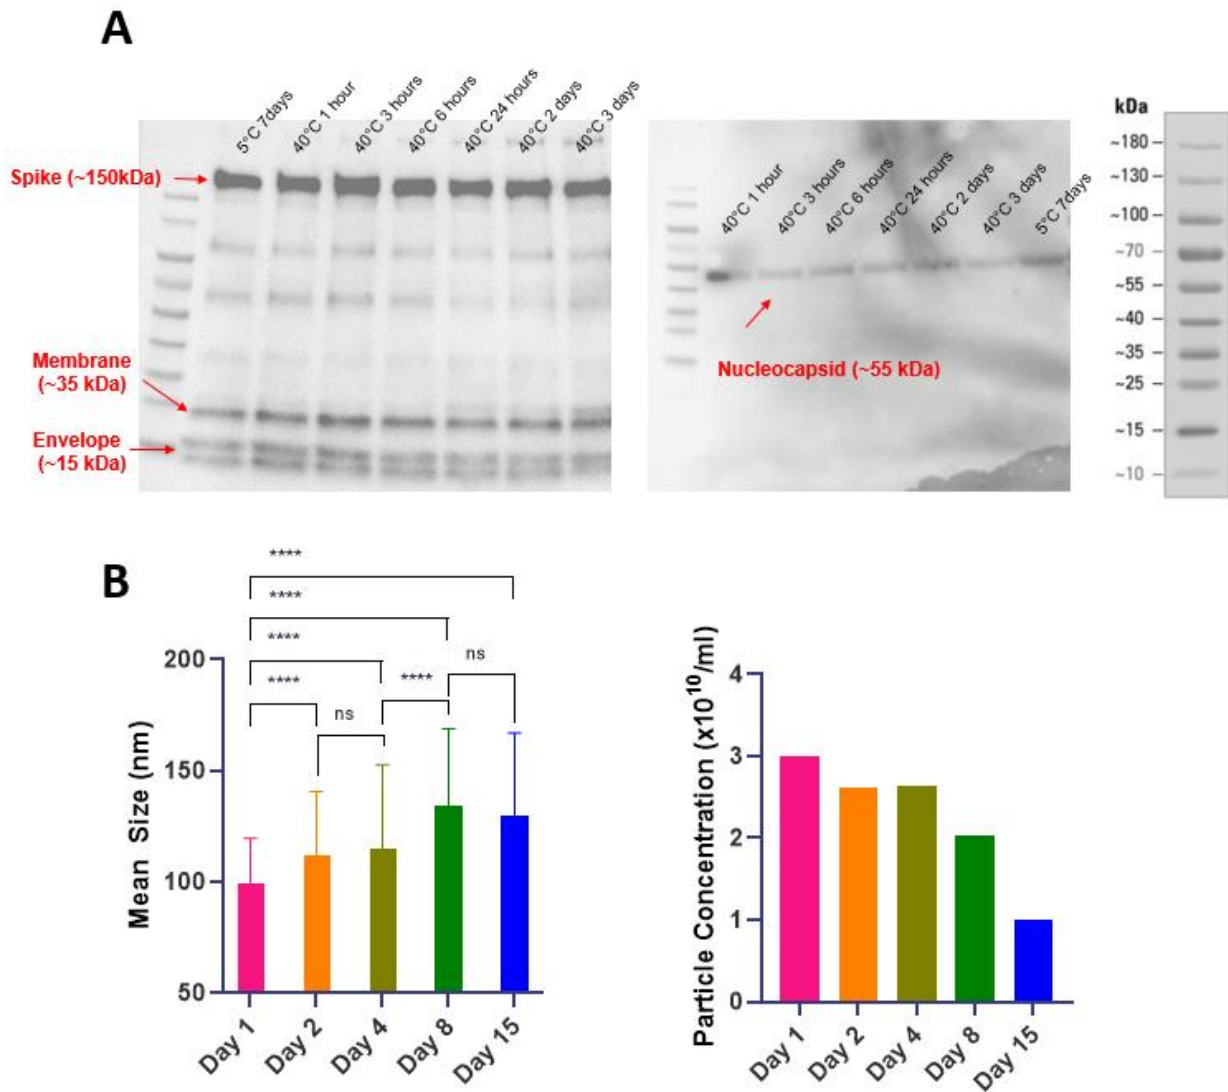 A
5°C 7days
40°C 1 hour
40°C 3 hours
40°C 6 hours
40°C 24 hours
40°C 2 days
40°C 3 days
Spike (~150kDa)
Membrane
(~35 kDa)
Envelope
(~15 kDa)
40°C 1 hour
40°C 3 hours
40°C 6 hours
40°C 24 hours
40°C 2 days
40°C 3 days
5°C 7days
Nucleocapsid (~55 kDa)
kDa
~180
~130
~100
~70
~55
~40
~35
~25
~15
~10
B
****
****
****
****
ns
****
ns
Mean Size (nm)
200
150
100
50
Day 1
Day 2
Day 4
Day 8
Day 15
Particle Concentration (x10¹⁰/ml)
4
3
2
1
0
Day 1
Day 2
Day 4
Day 8
Day 15